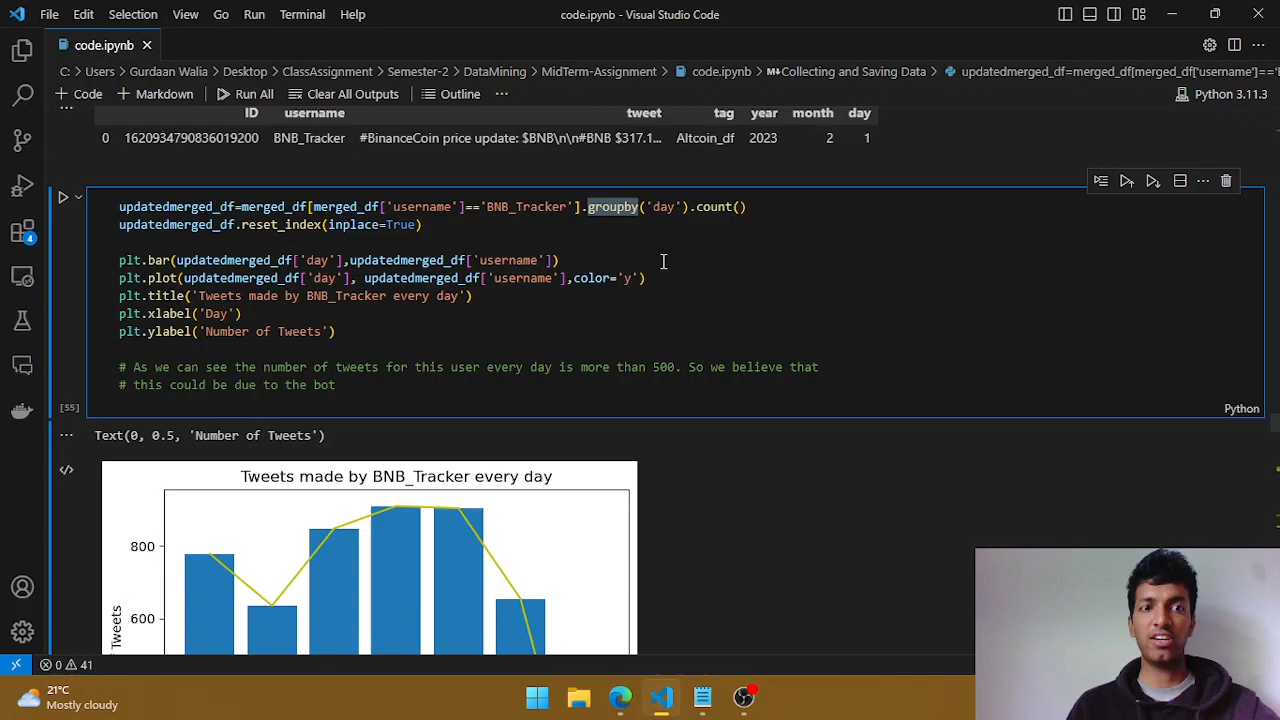 File Edit Selection View Go Run Terminal Help code.ipynb - Visual Studio Code
code.ipynb
C: > Users > Gurdaan Walia > Desktop > ClassAssignment > Semester-2 > DataMining > MidTerm-Assignment > code.ipynb > M↓Collecting and Saving Data > updatedmerged_df=merged_df[merged_df['username']=='B
+ Code + Markdown Run All Clear All Outputs Outline ... Python 3.11.3
ID username tweet tag year month day
0 1620934790836019200 BNB_Tracker #BinanceCoin price update: $BNB\n\n#BNB $317.1... Altcoin_df 2023 2 1
updatedmerged_df=merged_df[merged_df['username']=='BNB_Tracker'].groupby('day').count()
updatedmerged_df.reset_index(inplace=True)
plt.bar(updatedmerged_df['day'],updatedmerged_df['username'])
plt.plot(updatedmerged_df['day'], updatedmerged_df['username'],color='y')
plt.title('Tweets made by BNB_Tracker every day')
plt.xlabel('Day')
plt.ylabel('Number of Tweets')
# As we can see the number of tweets for this user every day is more than 500. So we believe that
# this could be due to the bot
[55]
Python
Text(0, 0.5, 'Number of Tweets')
Tweets made by BNB_Tracker every day
800
600
Tweets
4
0 41
21°C
Mostly cloudy